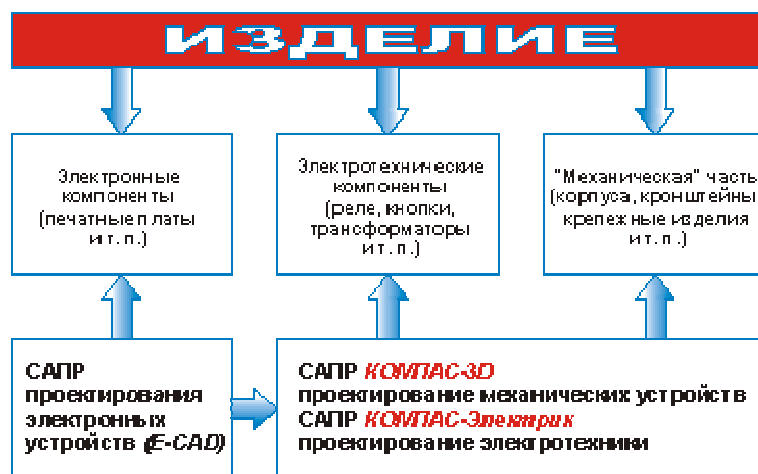 ИЗДЕЛИЕ
Электронные
компоненты
(печатные платы
и т. п.)
Электротехнические
компоненты
(реле, кнопки,
трансформаторы
и т. п.)
"Механическая" часть
(корпуса, кронштейны
крепежные изделия
и т. п.)
САПР
проектирования
электронных
устройств (E-CAD)
САПР КОМПАС-3D
проектирование механических устройств
САПР КОМПАС-Электрик
проектирование электротехники